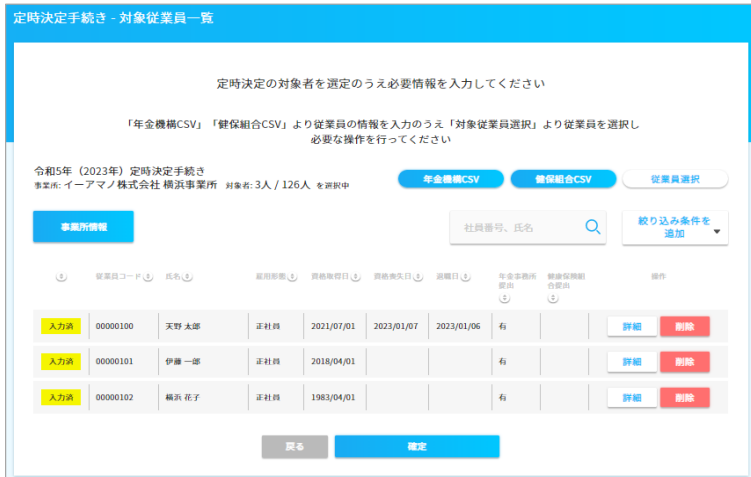 定時決定手続き - 対象従業員一覧
定時決定の対象者を選定のうえ必要情報を入力してください
「年金機構CSV」「健保組合CSV」より従業員の情報を入力のうえ「対象従業員選択」より従業員を選択し
必要な操作を行ってください
令和5年（2023年）定時決定手続き
事業所: イーアマノ株式会社 横浜事業所 対象者: 3人 / 126人 を選択中
年金機構CSV 健保組合CSV 従業員選択
事業所情報 社員番号、氏名 絞り込み条件を
追加
従業員コード 氏名 雇用形態 資格取得日 資格喪失日 退職日 年金事務所
提出 健康保険組
合提出 操作
入力済 00000100 天野 太郎 正社員 2021/07/01 2023/01/07 2023/01/06 有 詳細 削除
入力済 00000101 伊藤 一郎 正社員 2018/04/01 有 詳細 削除
入力済 00000102 横浜 花子 正社員 1983/04/01 有 詳細 削除
戻る 確定